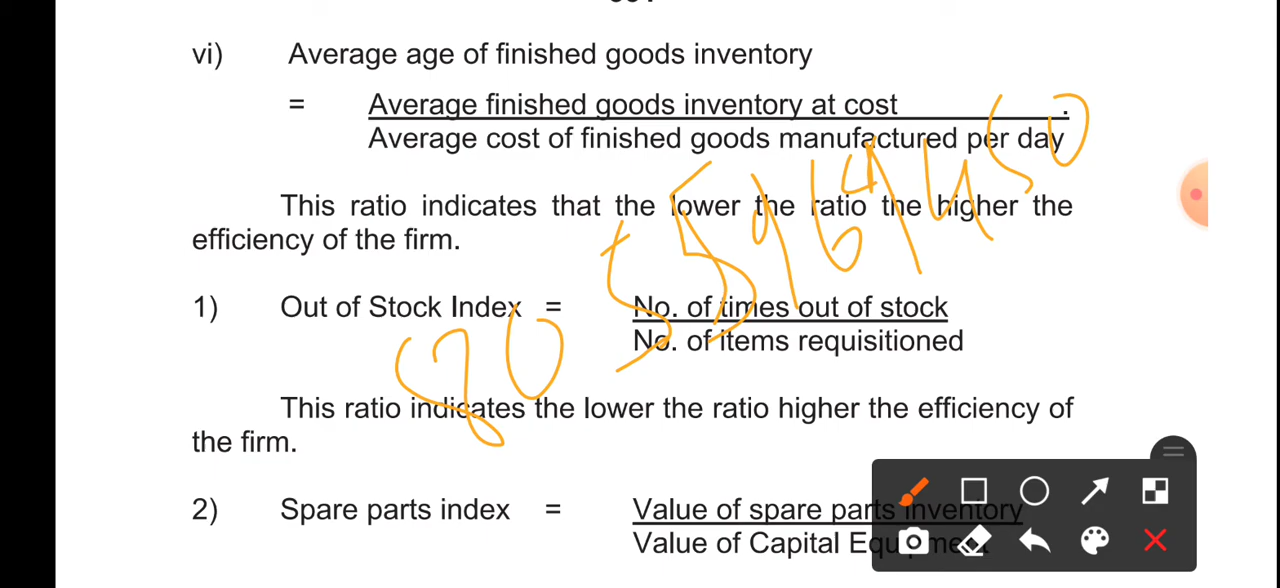 vi) Average age of finished goods inventory
= Average finished goods inventory at cost .
Average cost of finished goods manufactured per day
This ratio indicates that the lower the ratio the higher the
efficiency of the firm.
1) Out of Stock Index = No. of times out of stock
No. of items requisitioned
This ratio indicates the lower the ratio higher the efficiency of
the firm.
2) Spare parts index = Value of spare parts inventory
Value of Capital Equipment